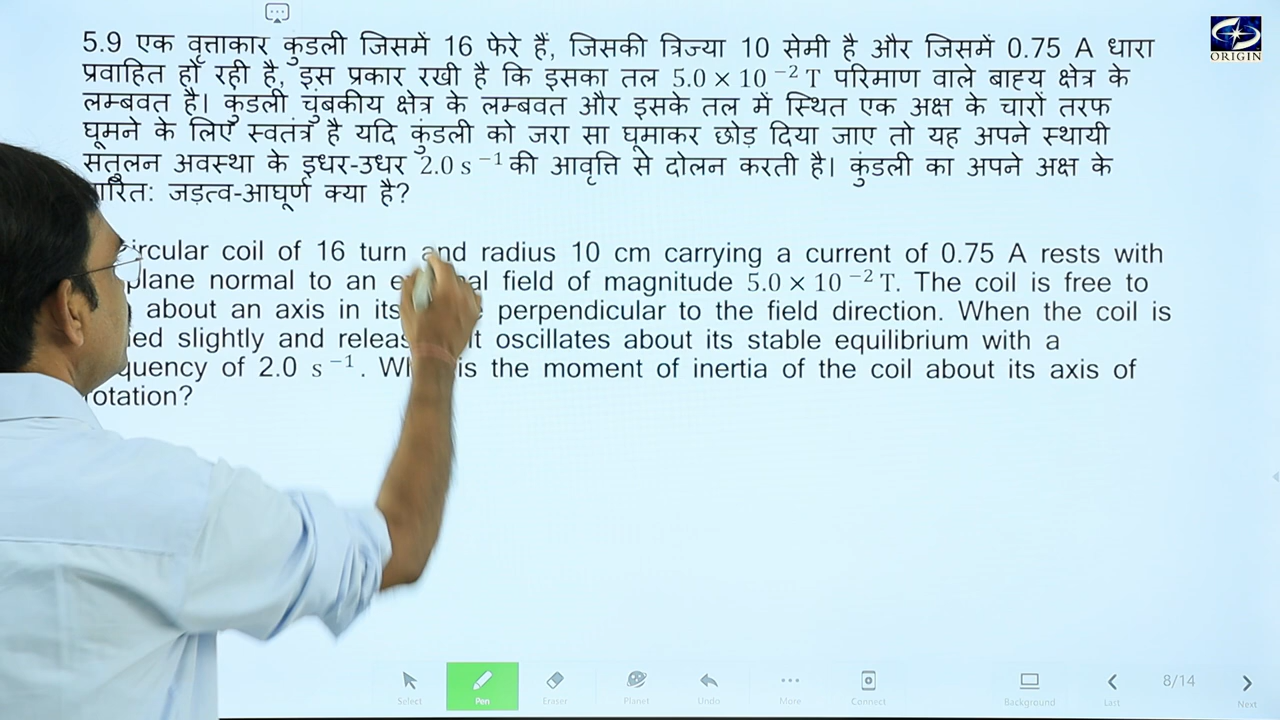 5.9 एक वृत्ताकार कुंडली जिसमें 16 फेरे हैं, जिसकी त्रिज्या 10 सेमी है और जिसमें 0.75 A धारा
प्रवाहित हो रही है, इस प्रकार रखी है कि इसका तल 5.0 × 10 ⁻² T परिमाण वाले बाह्य क्षेत्र के
लम्बवत है। कुंडली चुंबकीय क्षेत्र के लम्बवत और इसके तल में स्थित एक अक्ष के चारों तरफ
घूमने के लिए स्वतंत्र है यदि कुंडली को जरा सा घूमाकर छोड़ दिया जाए तो यह अपने स्थायी
संतुलन अवस्था के इधर-उधर 2.0 s ⁻¹ की आवृत्ति से दोलन करती है। कुंडली का अपने अक्ष के
जड़त्व-आघूर्ण क्या है?
coil of 16 turn and radius 10 cm carrying a current of 0.75 A rests with
normal to an field of magnitude 5.0 × 10 ⁻² T. The coil is free to
about an axis in its perpendicular to the field direction. When the coil is
slightly and it oscillates about its stable equilibrium with a
of 2.0 s ⁻¹. is the moment of inertia of the coil about its axis of
rotation?
ORIGIN
Select Pen Eraser Planet Undo More Connect Background Last 8/14 Next